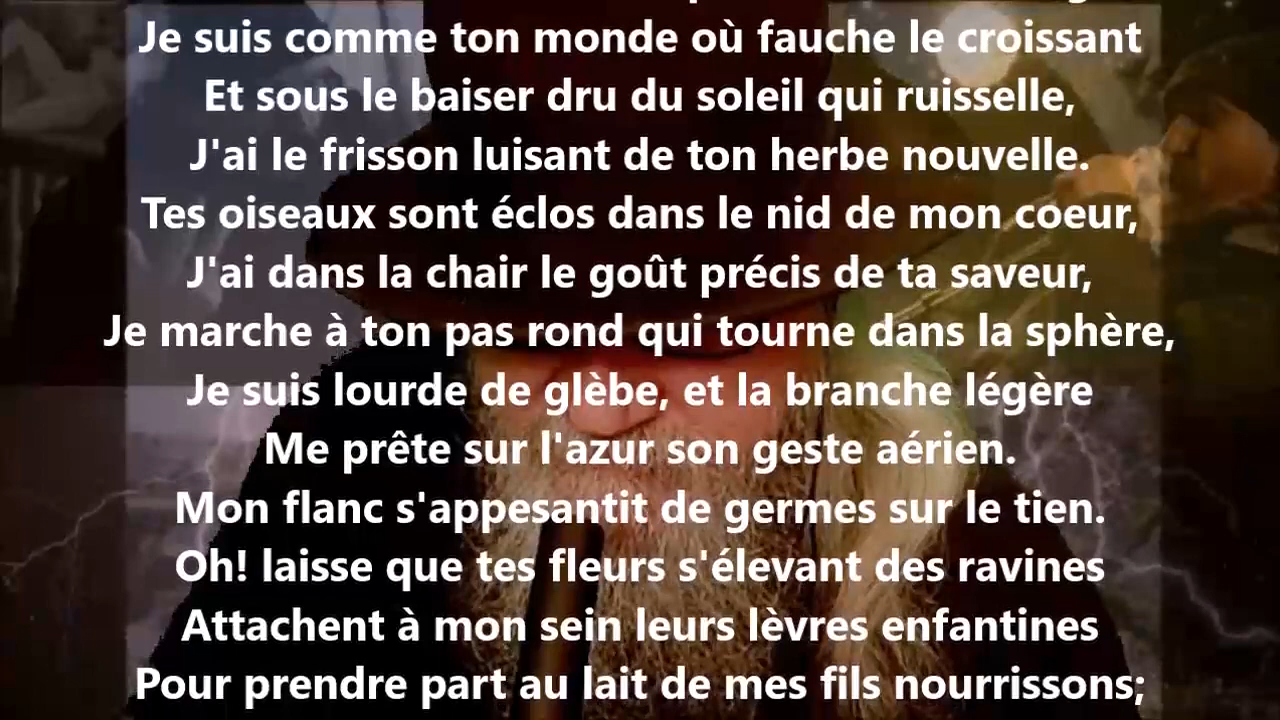 Je suis comme ton monde où fauche le croissant
Et sous le baiser dru du soleil qui ruisselle,
J'ai le frisson luisant de ton herbe nouvelle.
Tes oiseaux sont éclos dans le nid de mon coeur,
J'ai dans la chair le goût précis de ta saveur,
Je marche à ton pas rond qui tourne dans la sphère,
Je suis lourde de glèbe, et la branche légère
Me prête sur l'azur son geste aérien.
Mon flanc s'appesantit de germes sur le tien.
Oh! laisse que tes fleurs s'élevant des ravines
Attachent à mon sein leurs lèvres enfantines
Pour prendre part au lait de mes fils nourrissons;